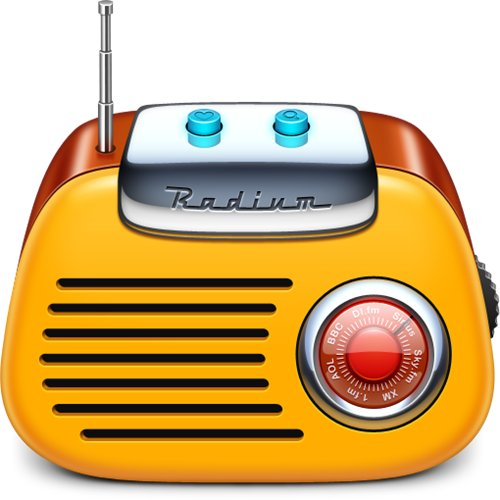 Radium
BBC
DI.fm
Sirius
Sky.fm
XM
1.fm
AOL